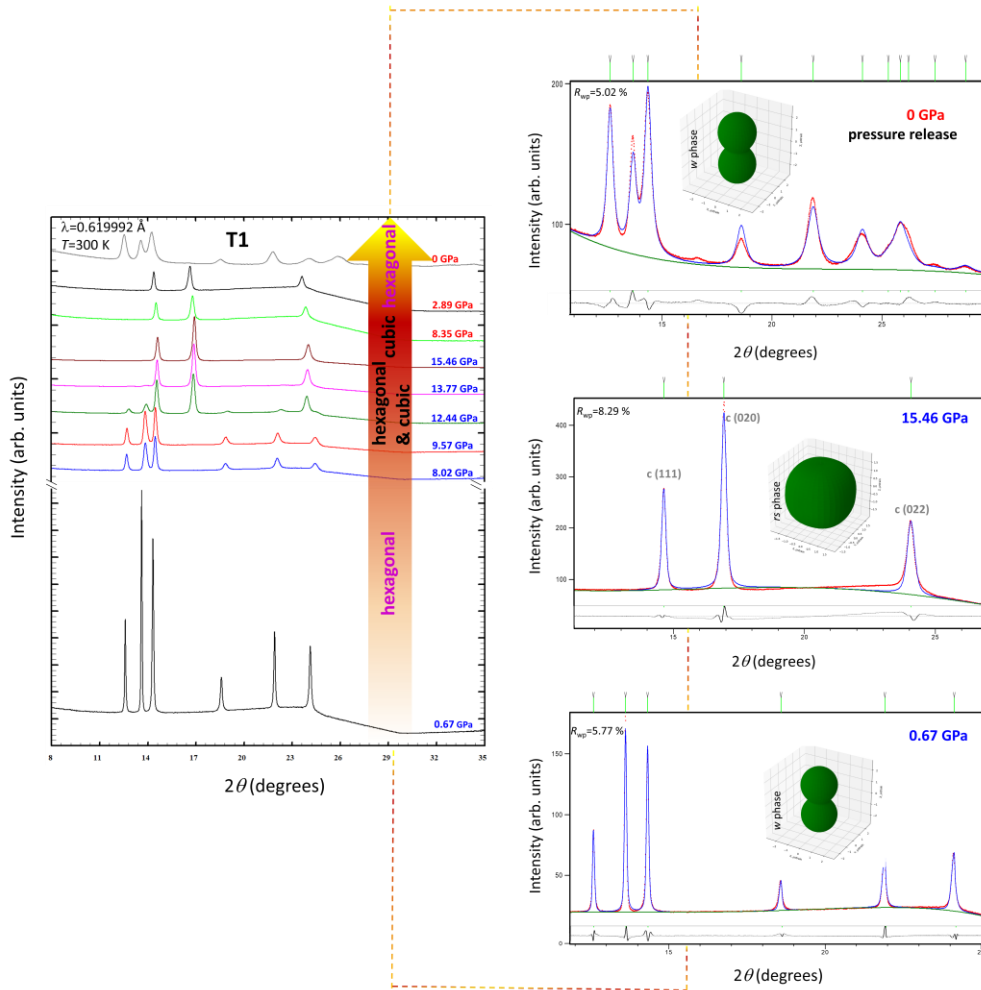 λ=0.619992 Å
T=300 K
T1
0 GPa
2.89 GPa
8.35 GPa
15.46 GPa
13.77 GPa
12.44 GPa
9.57 GPa
8.02 GPa
0.67 GPa
hexagonal
cubic
hexagonal
& cubic
hexagonal
Intensity (arb. units)
8 11 14 17 20 23 26 29 32 35
2θ (degrees)
200
100
Intensity (arb. units)
Rwp=5.02 %
w phase
0 GPa
pressure release
15 20 25
2θ (degrees)
400
300
200
100
Intensity (arb. units)
Rwp=8.29 %
c (111)
c (020)
rs phase
15.46 GPa
c (022)
15 20 25
2θ (degrees)
150
100
50
0
Intensity (arb. units)
Rwp=5.77 %
w phase
0.67 GPa
15 20
2θ (degrees)